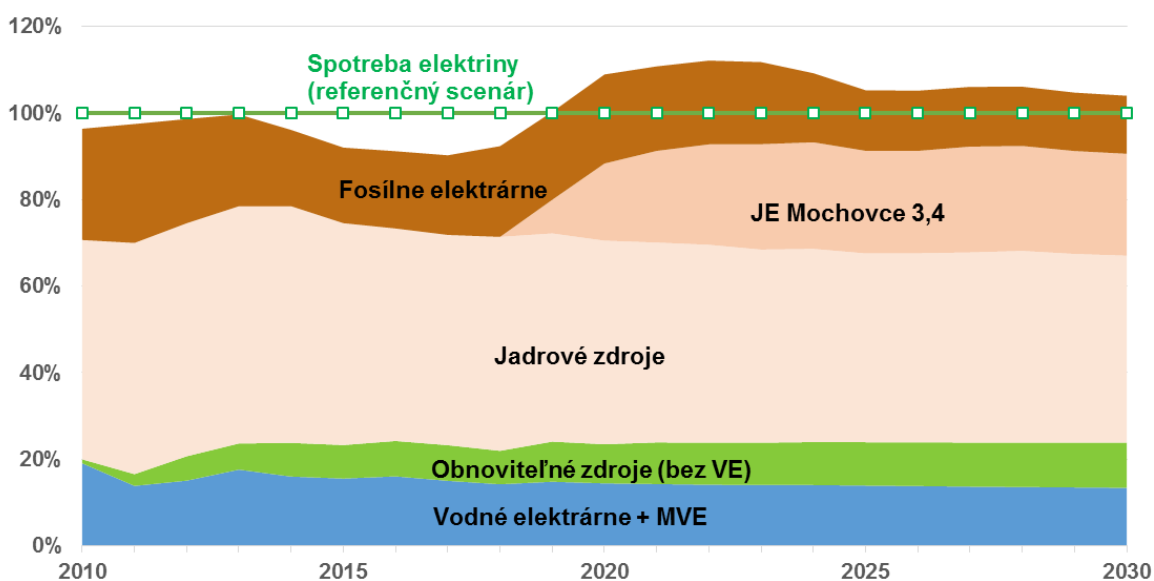 120%
Spotreba elektriny
(referenčný scenár)
100%
Fosílne elektrárne
80%
JE Mochovce 3,4
60%
Jadrové zdroje
40%
20%
Obnoviteľné zdroje (bez VE)
Vodné elektrárne + MVE
0%
2010 2015 2020 2025 2030